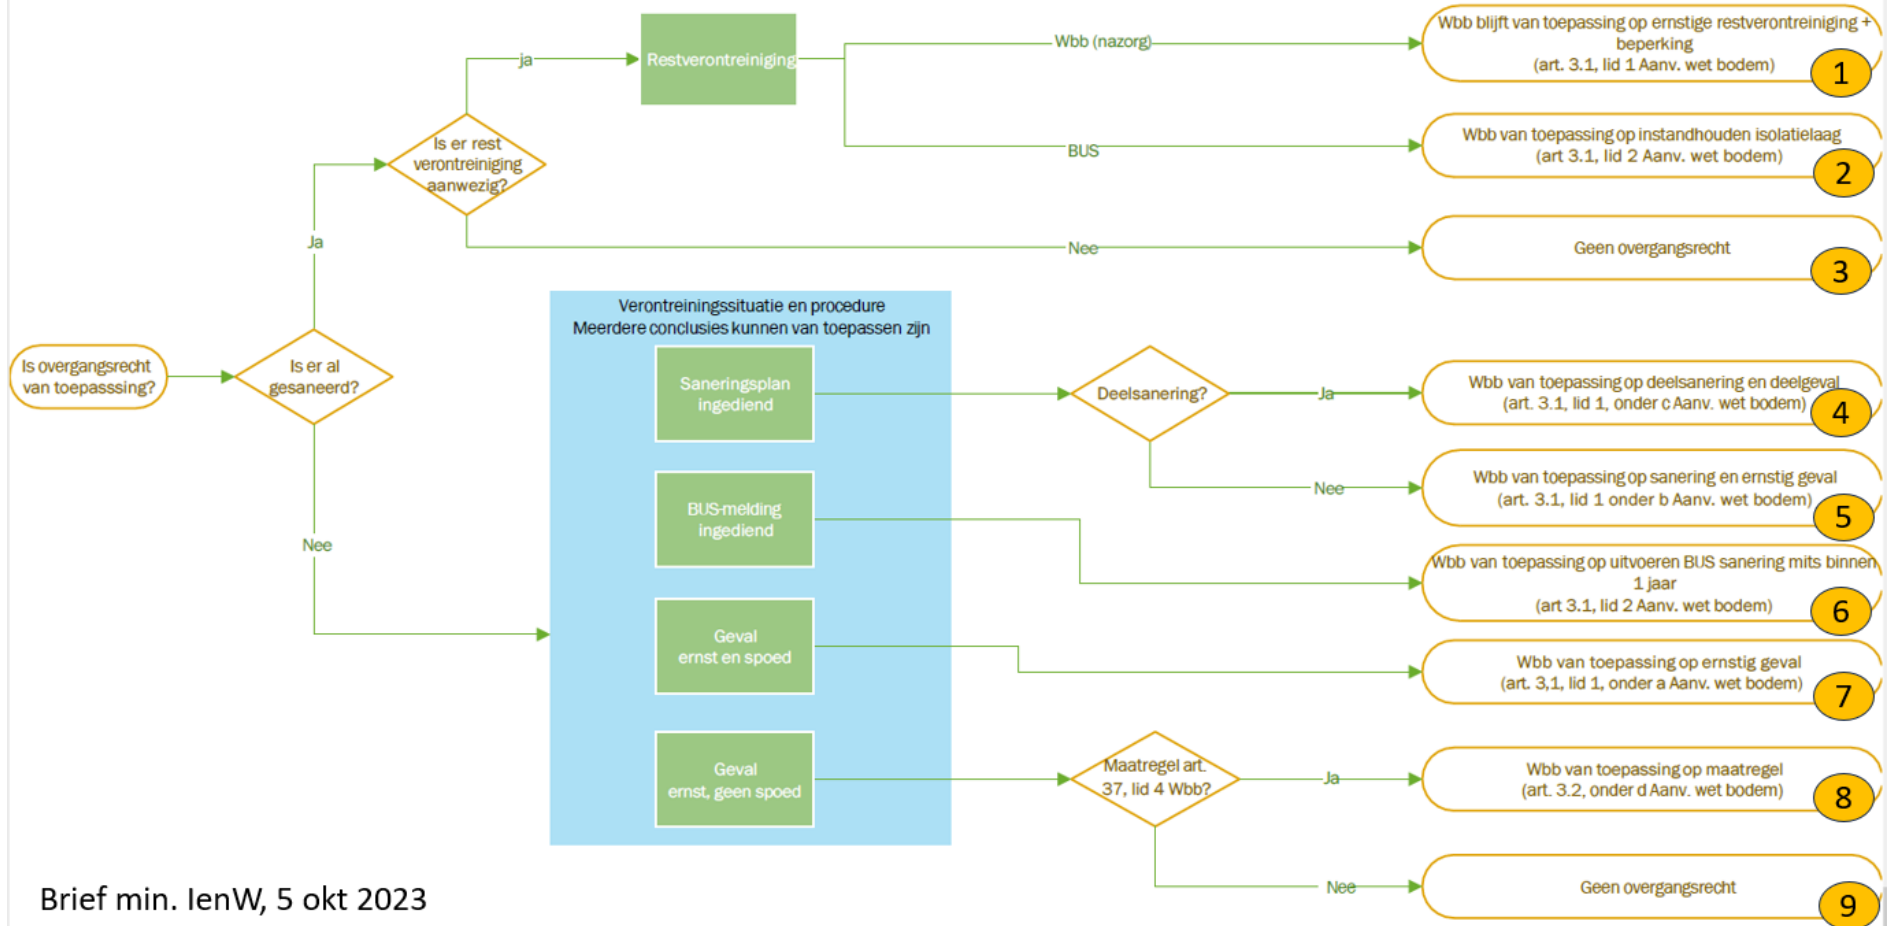 Is overgangsrecht
van toepasssing?
Is er al
gesaneerd?
Ja
Nee
Is er rest
verontreiniging
aanwezig?
ja
Nee
Restverontreiniging
Wbb (nazorg)
BUS
Wbb blijft van toepassing op ernstige restverontreiniging +
beperking
(art. 3.1, lid 1 Aanv. wet bodem)
1
Wbb van toepassing op instandhouden isolatielaag
(art 3.1, lid 2 Aanv. wet bodem)
2
Geen overgangsrecht
3
Verontreiningssituatie en procedure
Meerdere conclusies kunnen van toepassen zijn
Saneringsplan
ingediend
Deelsanering?
Ja
Wbb van toepassing op deelsanering en deelgeval
(art. 3.1, lid 1, onder c Aanv. wet bodem)
4
Nee
Wbb van toepassing op sanering en ernstig geval
(art. 3.1, lid 1 onder b Aanv. wet bodem)
5
BUS-melding
ingediend
Wbb van toepassing op uitvoeren BUS sanering mits binnen
1 jaar
(art 3.1, lid 2 Aanv. wet bodem)
6
Geval
ernst en spoed
Wbb van toepassing op ernstig geval
(art. 3,1, lid 1, onder a Aanv. wet bodem)
7
Geval
ernst, geen spoed
Maatregel art.
37, lid 4 Wbb?
Ja
Wbb van toepassing op maatregel
(art. 3.2, onder d Aanv. wet bodem)
8
Nee
Geen overgangsrecht
9
Brief min. IenW, 5 okt 2023